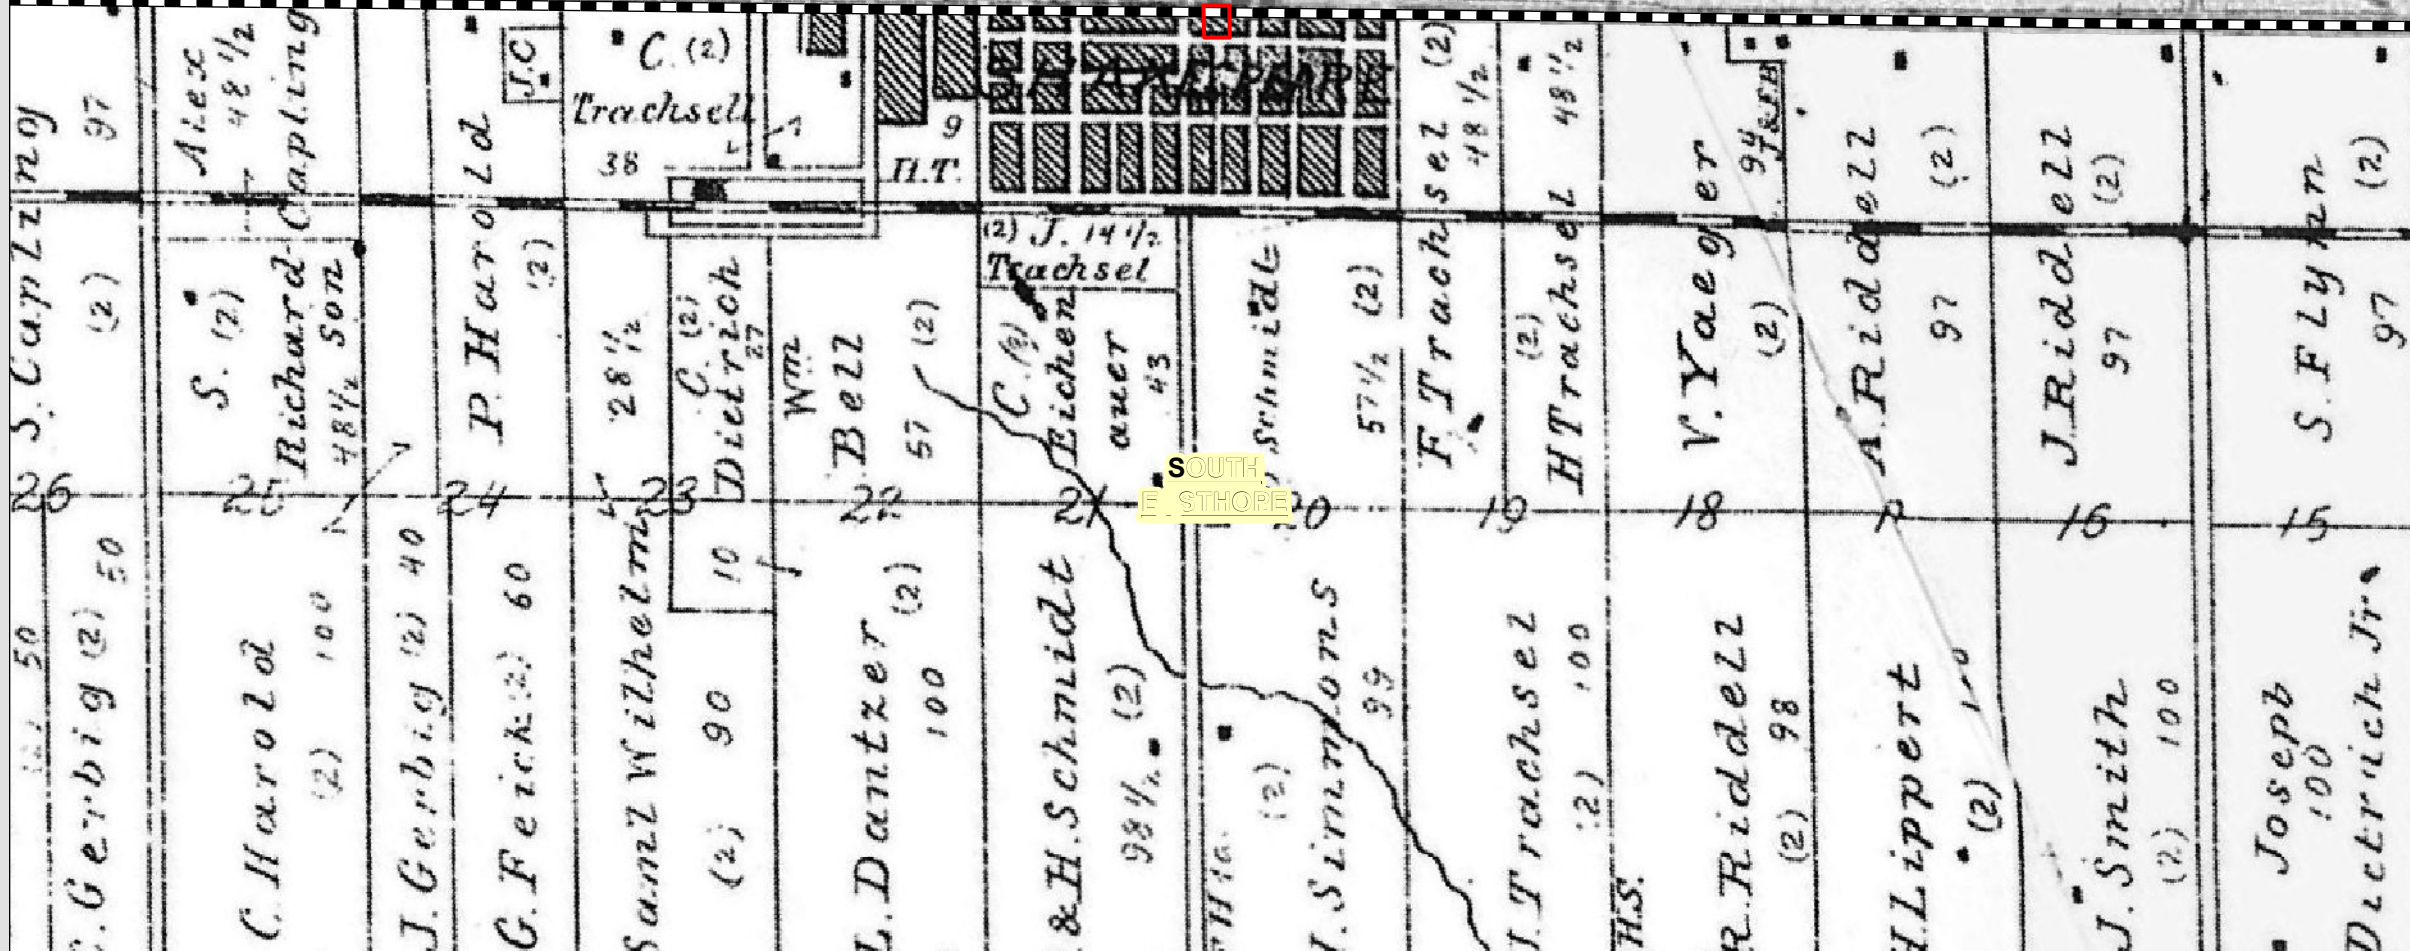 S. Capling
97
(2)
Alex
48 1/2
Capling
J.C
C. (2)
Trachsell
38
9
H.T.
SHAKESPEARE
(2)
48 1/2
F. Trachsel
48 1/2
H Trachsel
(2)
94
V. Yaeger
(2)
A. Riddell
(2)
97
J. Riddell
(2)
97
S. Flynn
(2)
97
S. (2)
Richardson
48 1/2
P. Harold
(2)
28 1/2
C. (2)
Dietrich
27
Wm
Bell
57 (2)
(2) J. 14 1/2
Trachsel
C. (2)
Eichen
auer
43
Schmidt
57 1/2 (2)
SOUTH
E STHOPE
26 25 24 23 22 21 20 19 18 17 16 15
50
C. Gerbig (2) 50
C. Harold
(2) 100
J. Gerbig (2) 40
G. Feick (2) 60
Saml Wilhelm
10
(2) 90
L. Dantzer
(2)
100
& H. Schmidt
98 1/2 (2)
(2)
Simmons
99
J. Trachsel
(2) 100
H.S.
R. Riddell
(2) 98
H. Lippert
(2)
J. Smith
(2) 100
Joseph
100
Dietrich Jr